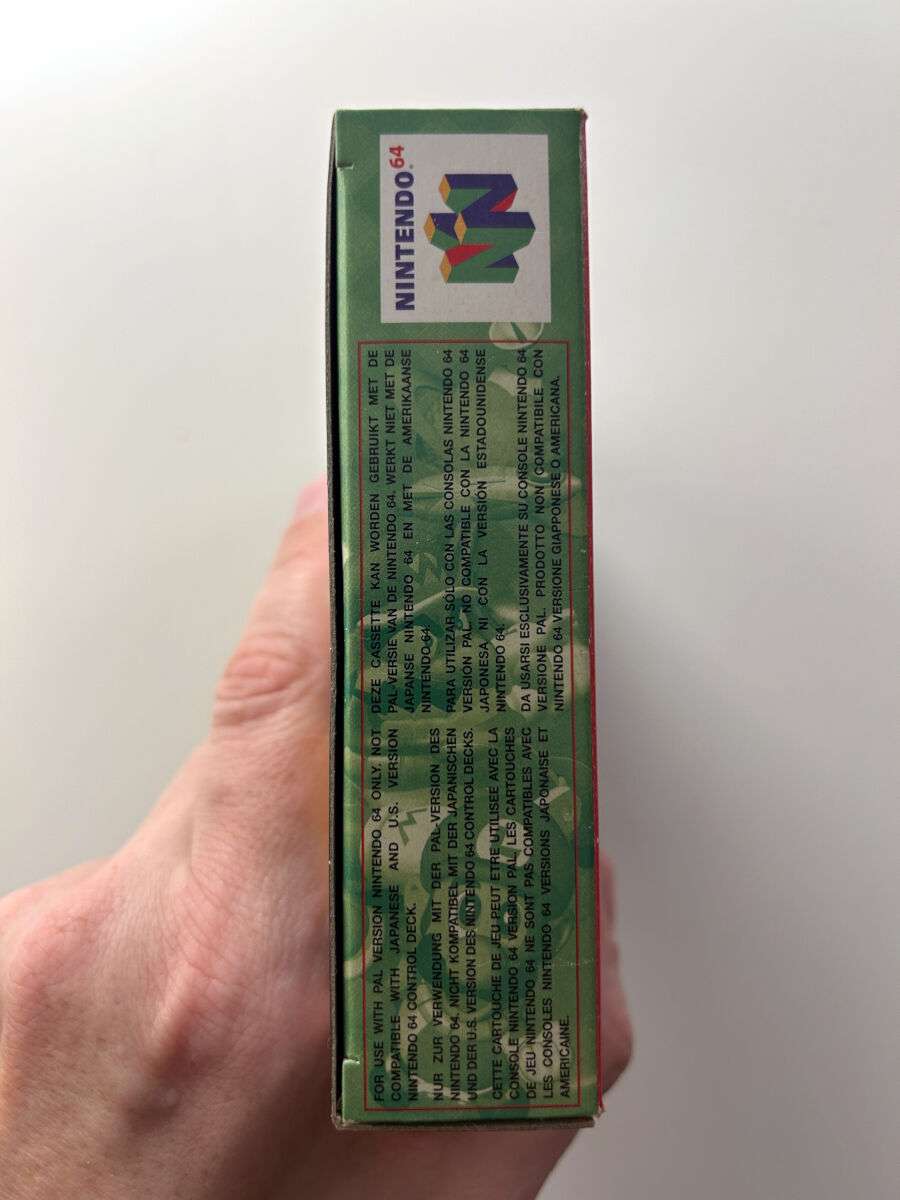 NINTENDO64
FOR USE WITH PAL VERSION NINTENDO 64 ONLY. NOT
COMPATIBLE WITH JAPANESE AND U.S. VERSION
NINTENDO 64 CONTROL DECK.
NUR ZUR VERWENDUNG MIT DER PAL-VERSION DES
NINTENDO 64. NICHT KOMPATIBEL MIT DER JAPANISCHEN
UND DER U.S. VERSION DES NINTENDO 64 CONTROL DECKS.
CETTE CARTOUCHE DE JEU PEUT ETRE UTILISEE AVEC LA
CONSOLE NINTENDO 64 VERSION PAL. LES CARTOUCHES
DE JEU NINTENDO 64 NE SONT PAS COMPATIBLES AVEC
LES CONSOLES NINTENDO 64 VERSIONS JAPONAISE ET
AMERICAINE.
DEZE CASSETTE KAN WORDEN GEBRUIKT MET DE
PAL-VERSIE VAN DE NINTENDO 64. WERKT NIET MET DE
JAPANSE NINTENDO 64 EN MET DE AMERIKAANSE
NINTENDO 64.
PARA UTILIZAR SOLO CON LAS CONSOLAS NINTENDO 64
VERSIÓN PAL. NO COMPATIBLE CON LA NINTENDO 64
JAPONESA NI CON LA VERSIÓN ESTADOUNIDENSE
NINTENDO 64.
DA USARSI ESCLUSIVAMENTE SU CONSOLE NINTENDO 64
VERSIONE PAL. PRODOTTO NON COMPATIBILE CON
NINTENDO 64 VERSIONE GIAPPONESE O AMERICANA.